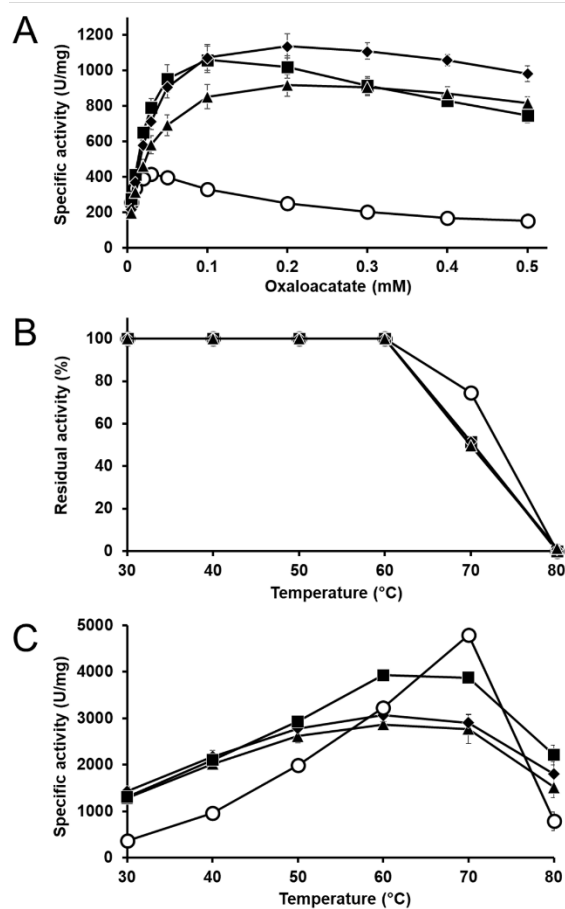 A
Specific activity (U/mg)
1200
1000
800
600
400
200
0
0 0.1 0.2 0.3 0.4 0.5
Oxaloacatate (mM)
B
Residual activity (%)
100
80
60
40
20
0
30 40 50 60 70 80
Temperature (°C)
C
Specific activity (U/mg)
5000
4000
3000
2000
1000
0
30 40 50 60 70 80
Temperature (°C)